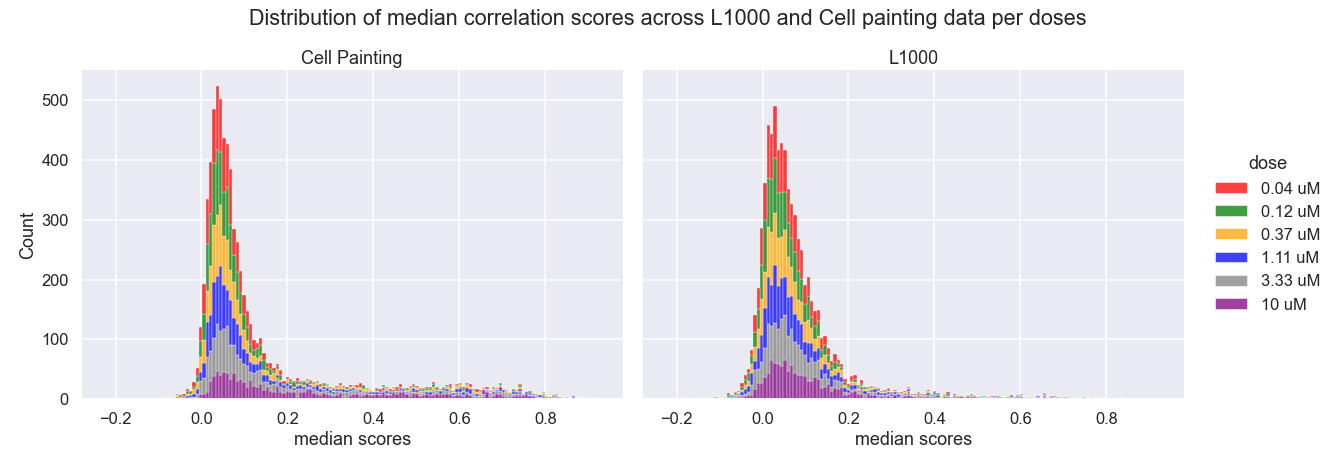 Distribution of median correlation scores across L1000 and Cell painting data per doses
Cell Painting
L1000
Count
500
400
300
200
100
0
−0.2 0.0 0.2 0.4 0.6 0.8
median scores
−0.2 0.0 0.2 0.4 0.6 0.8
median scores
dose
0.04 uM
0.12 uM
0.37 uM
1.11 uM
3.33 uM
10 uM